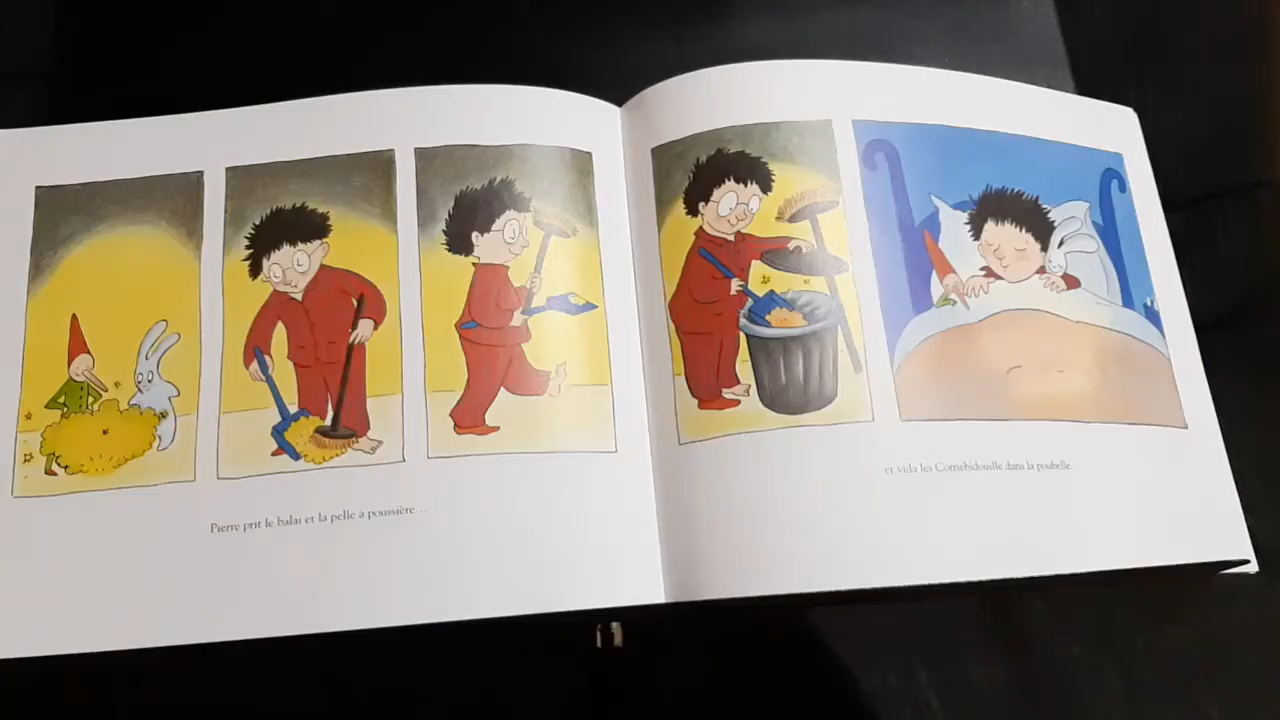 Pierre prit le balai et la pelle à poussière…
… et vida les Cornebidouille dans la poubelle.